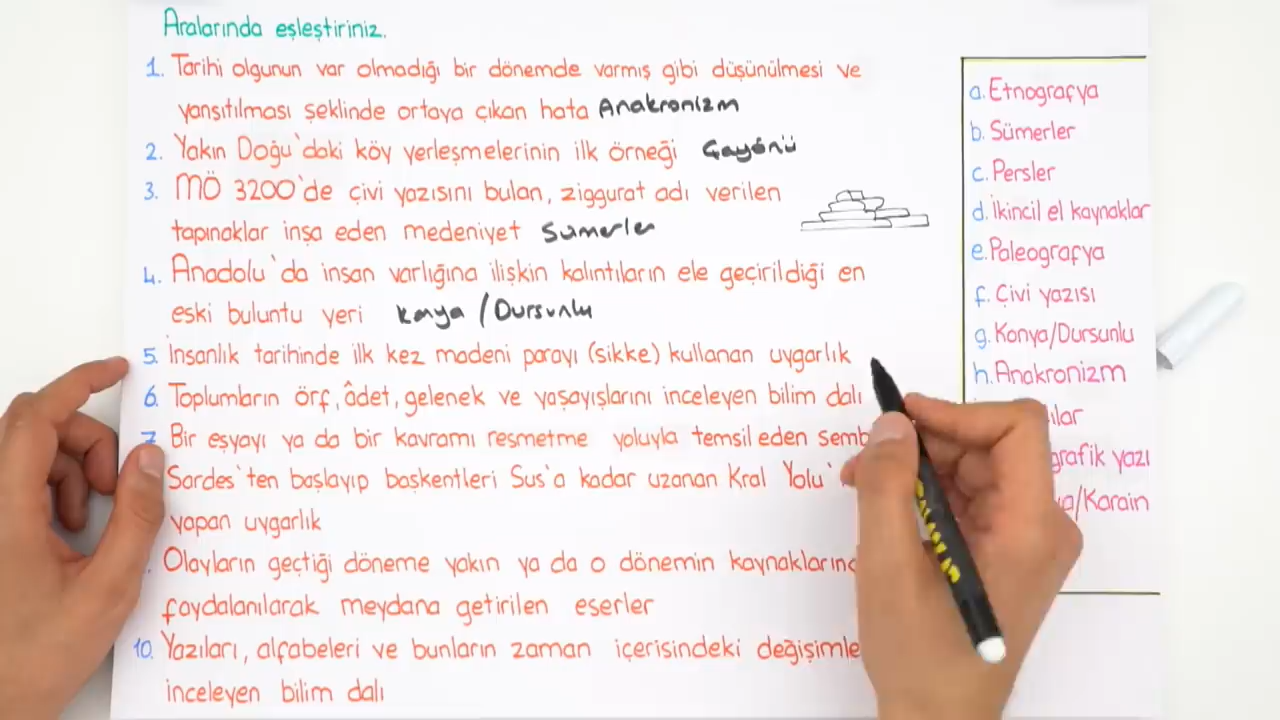 Aralarında eşleştiriniz.
1. Tarihi olgunun var olmadığı bir dönemde varmış gibi düşünülmesi ve
yansıtılması şeklinde ortaya çıkan hata Anakronizm
2. Yakın Doğu'daki köy yerleşmelerinin ilk örneği Çayönü
3. MÖ 3200'de çivi yazısını bulan, ziggurat adı verilen
tapınaklar inşa eden medeniyet Sümerler
4. Anadolu'da insan varlığına ilişkin kalıntıların ele geçirildiği en
eski buluntu yeri Konya / Dursunlu
5. İnsanlık tarihinde ilk kez madeni parayı (sikke) kullanan uygarlık
6. Toplumların örf, âdet, gelenek ve yaşayışlarını inceleyen bilim dalı
7. Bir eşyayı ya da bir kavramı resmetme yoluyla temsil eden
Sardes'ten başlayıp başkentleri Sus'a kadar uzanan Kral Yolu'
yapan uygarlık
Olayların geçtiği döneme yakın ya da o dönemin
faydalanılarak meydana getirilen eserler
10. Yazıları, alfabeleri ve bunların zaman içerisindeki
inceleyen bilim dalı
a. Etnografya
b. Sümerler
c. Persler
d. İkincil el kaynaklar
e. Paleografya
f. Çivi yazısı
g. Konya/Dursunlu
h. Anakronizm
yazı
/Karain